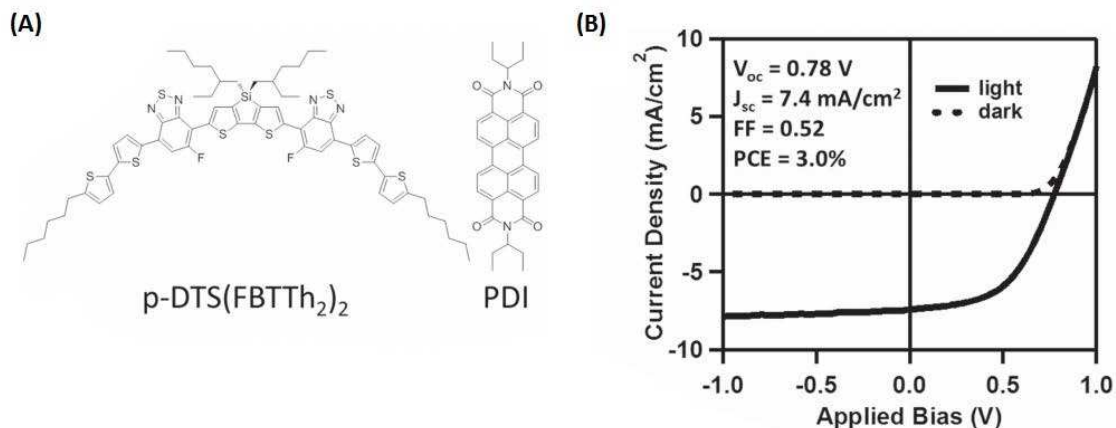 (A)
N S N
Si
N S N
S S
F F
S S
S S
p-DTS(FBTTh₂)₂
O N O
O N O
PDI
(B)
Current Density (mA/cm²)
10
5
0
-5
-10
Voc = 0.78 V
Jsc = 7.4 mA/cm²
FF = 0.52
PCE = 3.0%
light
dark
-1.0 -0.5 0.0 0.5 1.0
Applied Bias (V)